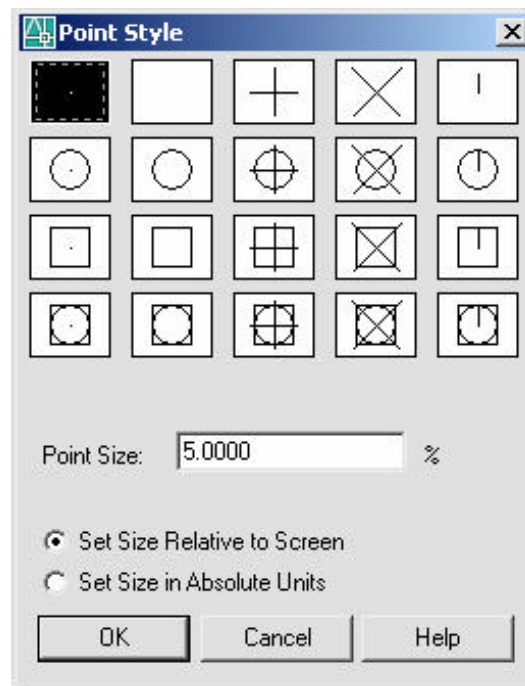 Point Style
Point Size: 5.0000 %
Set Size Relative to Screen
Set Size in Absolute Units
OK Cancel Help